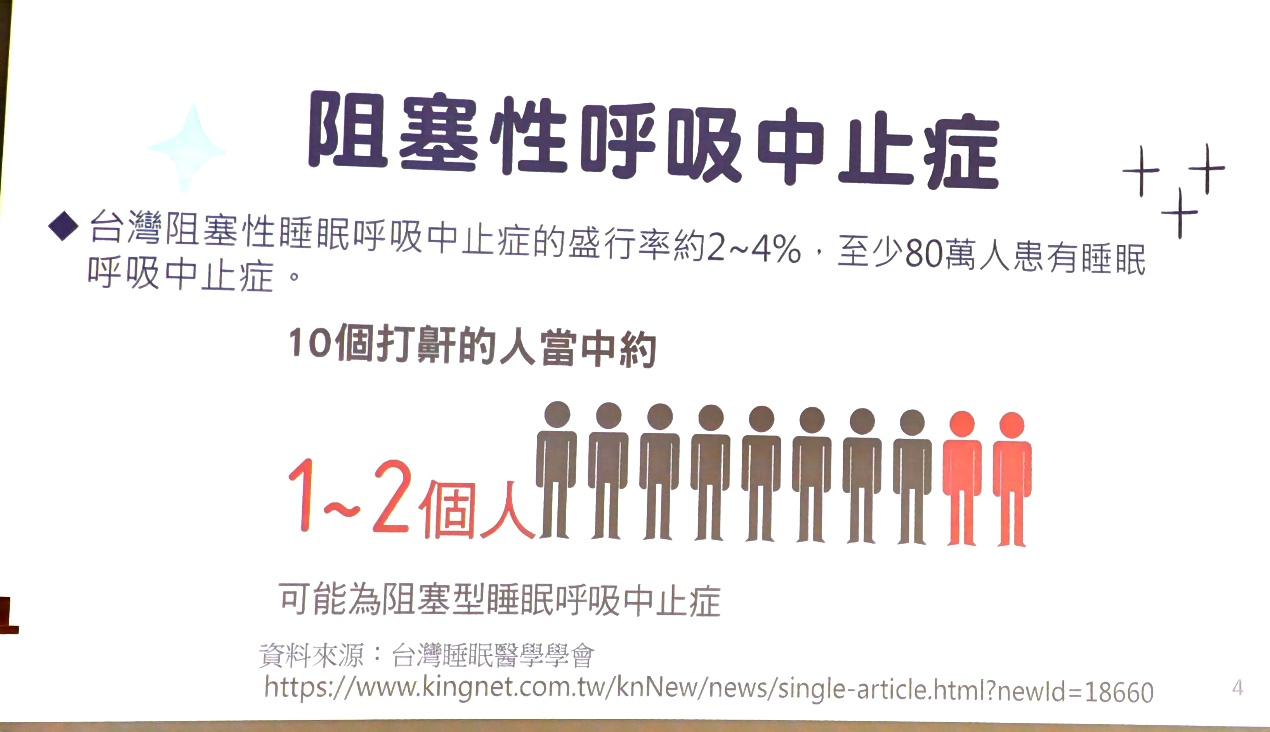 阻塞性呼吸中止症
◆台灣阻塞性睡眠呼吸中止症的盛行率約2~4%，至少80萬人患有睡眠
呼吸中止症。
10個打鼾的人當中約
1~2個人
可能為阻塞型睡眠呼吸中止症
資料來源：台灣睡眠醫學學會
https://www.kingnet.com.tw/knNew/news/single-article.html?newId=18660
4